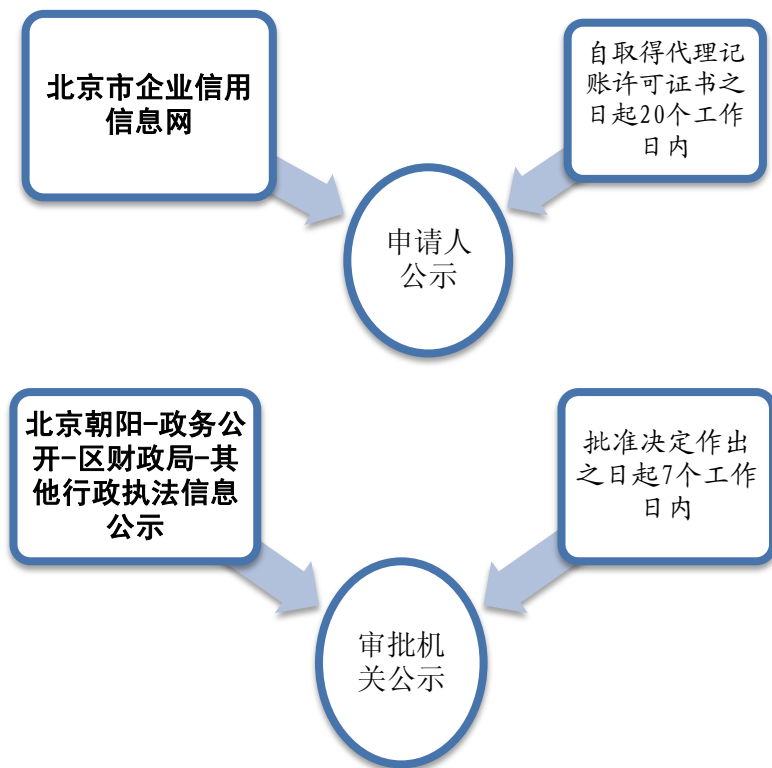 北京市企业信用
信息网
自取得代理记
账许可证书之
日起20个工作
日内
申请人
公示
北京朝阳-政务公
开-区财政局-其
他行政执法信息
公示
批准决定作出
之日起7个工作
日内
审批机
关公示